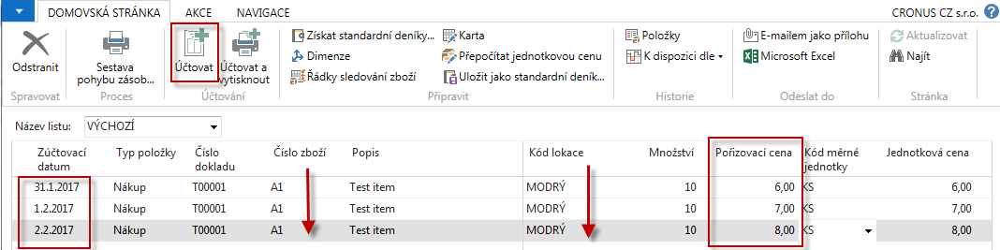 DOMOVSKÁ STRÁNKA AKCE NAVIGACE CRONUS CZ s.r.o.
Odstranit
Spravovat
Sestava
pohybu zásob...
Proces
Účtovat
Účtovat a
vytisknout
Účtování
Získat standardní deníky...
Dimenze
Řádky sledování zboží
Karta
Přepočítat jednotkovou cenu
Uložit jako standardní deník...
Připravit
Položky
K dispozici dle
Historie
E-mailem jako přílohu
Microsoft Excel
Odeslat do
Aktualizovat
Najít
Stránka
Název listu: VÝCHOZÍ
Zúčtovací datum Typ položky Číslo dokladu Číslo zboží Popis Kód lokace Množství Pořizovací cena Kód měrné jednotky Jednotková cena
31.1.2017 Nákup T00001 A1 Test item MODRÝ 10 6,00 KS 6,00
1.2.2017 Nákup T00001 A1 Test item MODRÝ 10 7,00 KS 7,00
2.2.2017 Nákup T00001 A1 Test item MODRÝ 10 8,00 KS 8,00